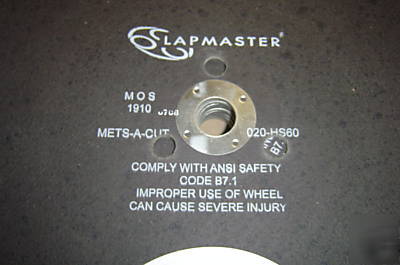 LAPMASTER®
MOS
1910 0768
METS-A-CUT 020-HS60
COMPLY WITH ANSI SAFETY
CODE B7.1
IMPROPER USE OF WHEEL
CAN CAUSE SEVERE INJURY